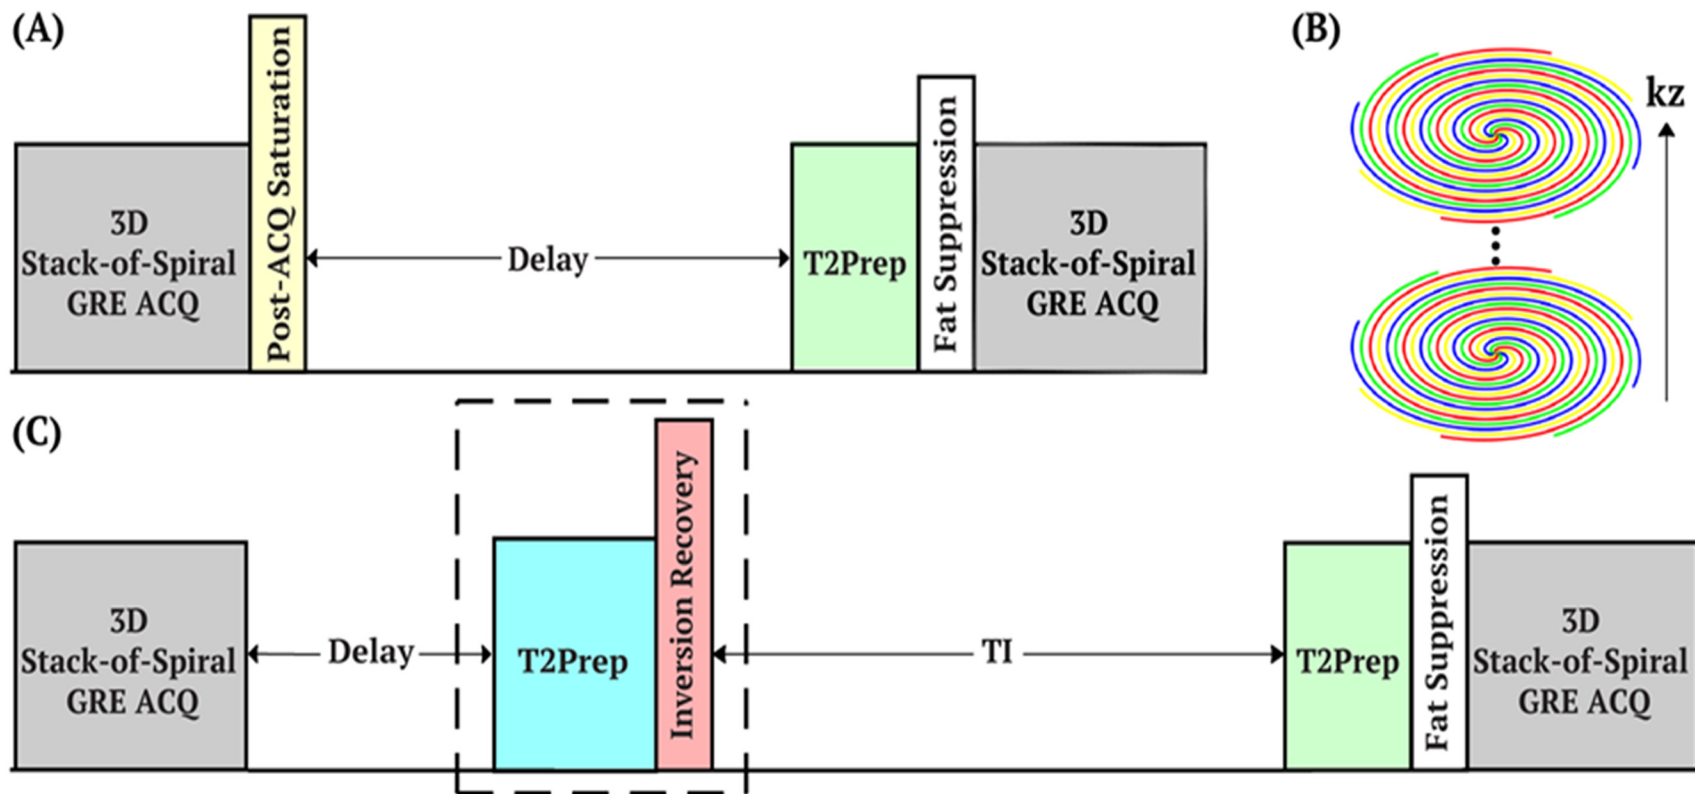 (A)
3D
Stack-of-Spiral
GRE ACQ
Post-ACQ Saturation
Delay
T2Prep
Fat Suppression
3D
Stack-of-Spiral
GRE ACQ
(B)
kz
(C)
3D
Stack-of-Spiral
GRE ACQ
Delay
T2Prep
Inversion Recovery
TI
T2Prep
Fat Suppression
3D
Stack-of-Spiral
GRE ACQ